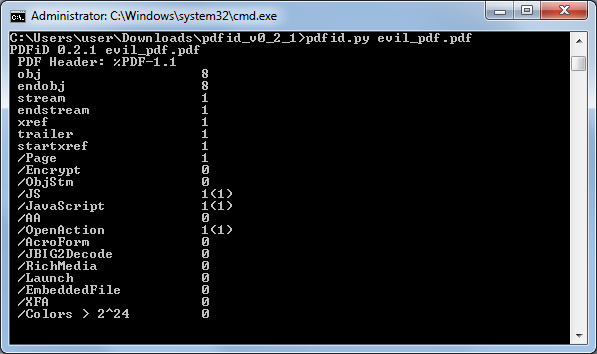 Administrator: C:\Windows\system32\cmd.exe
C:\Users\user\Downloads\pdfid_v0_2_1>pdfid.py evil_pdf.pdf
PDFiD 0.2.1 evil_pdf.pdf
PDF Header: %PDF-1.1
obj 8
endobj 8
stream 1
endstream 1
xref 1
trailer 1
startxref 1
/Page 1
/Encrypt 0
/ObjStm 0
/JS 1(1)
/JavaScript 1(1)
/AA 0
/OpenAction 1(1)
/AcroForm 0
/JBIG2Decode 0
/RichMedia 0
/Launch 0
/EmbeddedFile 0
/XFA 0
/Colors > 2^24 0